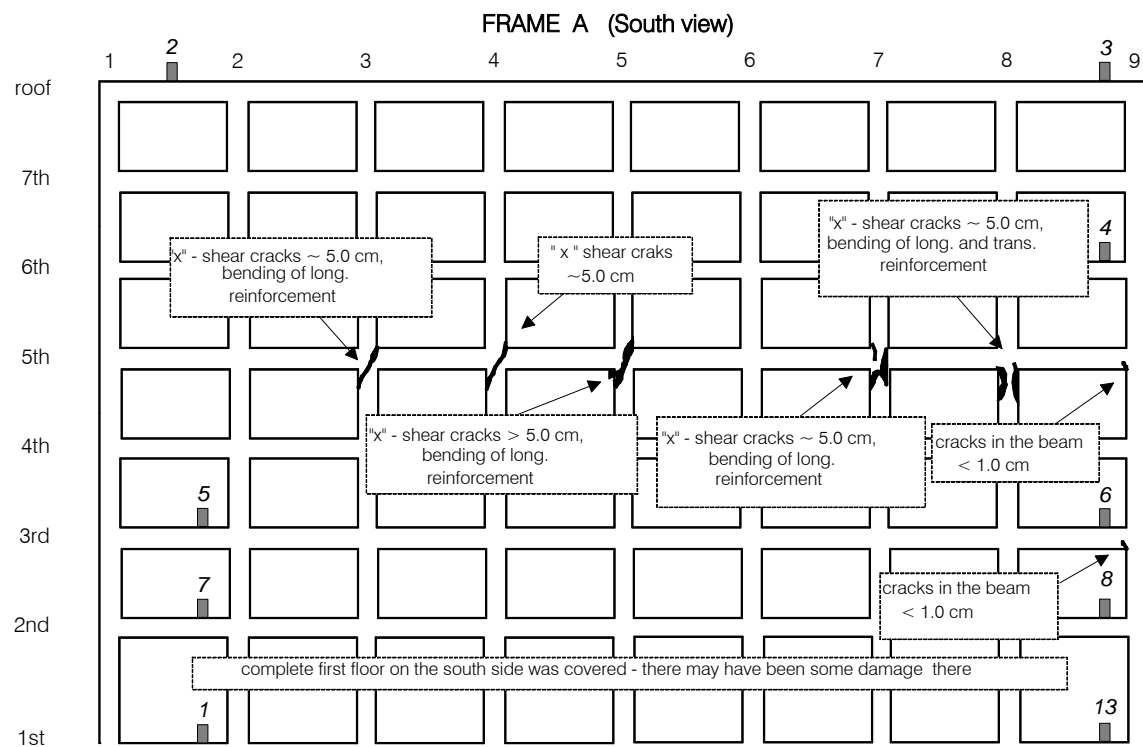 FRAME A (South view)
1 2 2 3 4 5 6 7 8 3 9
roof
7th
"x" - shear cracks ~ 5.0 cm,
bending of long. and trans.
reinforcement
4
"x" - shear cracks ~ 5.0 cm,
bending of long.
reinforcement
" x " shear craks
~5.0 cm
6th
5th
"x" - shear cracks > 5.0 cm,
bending of long.
reinforcement
"x" - shear cracks ~ 5.0 cm,
bending of long.
reinforcement
cracks in the beam
< 1.0 cm
4th
5
6
3rd
7
8
cracks in the beam
< 1.0 cm
2nd
complete first floor on the south side was covered - there may have been some damage there
1
13
1st